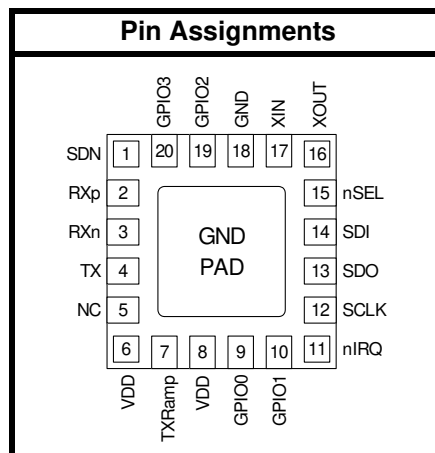 Pin Assignments
GPIO3
GPIO2
GND
XIN
XOUT
20
19
18
17
16
SDN 1
RXp 2
RXn 3
TX 4
NC 5
GND
PAD
15 nSEL
14 SDI
13 SDO
12 SCLK
11 nIRQ
6
7
8
9
10
VDD
TXRamp
VDD
GPIO0
GPIO1